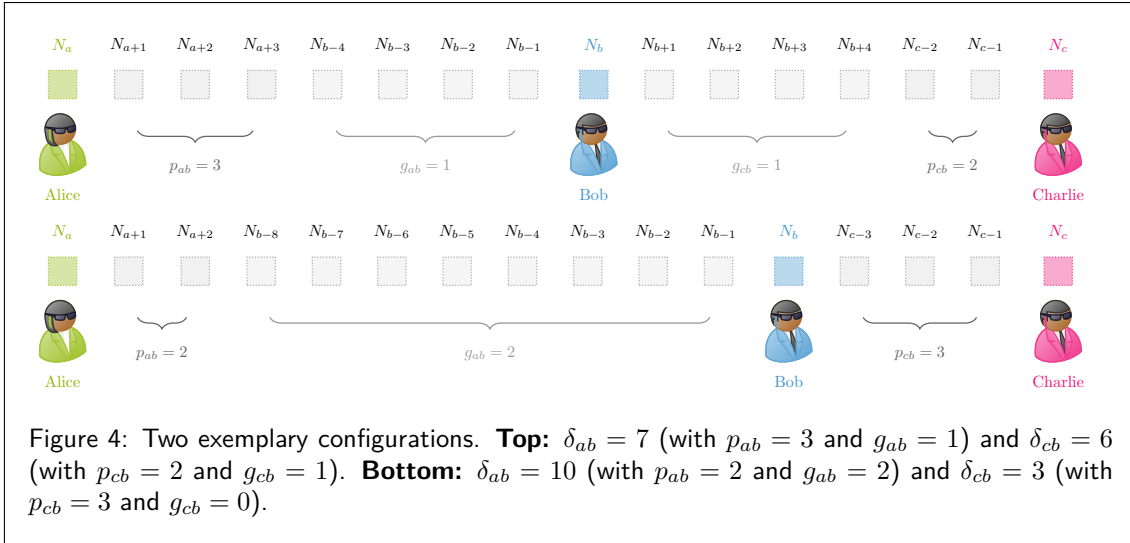 N_a N_{a+1} N_{a+2} N_{a+3} N_{b−4} N_{b−3} N_{b−2} N_{b−1} N_b N_{b+1} N_{b+2} N_{b+3} N_{b+4} N_{c−2} N_{c−1} N_c
p_{ab} = 3 g_{ab} = 1 g_{cb} = 1 p_{cb} = 2
Alice Bob Charlie
N_a N_{a+1} N_{a+2} N_{b−8} N_{b−7} N_{b−6} N_{b−5} N_{b−4} N_{b−3} N_{b−2} N_{b−1} N_b N_{c−3} N_{c−2} N_{c−1} N_c
p_{ab} = 2 g_{ab} = 2 p_{cb} = 3
Alice Bob Charlie
Figure 4: Two exemplary configurations. Top: δ_{ab} = 7 (with p_{ab} = 3 and g_{ab} = 1) and δ_{cb} = 6
(with p_{cb} = 2 and g_{cb} = 1). Bottom: δ_{ab} = 10 (with p_{ab} = 2 and g_{ab} = 2) and δ_{cb} = 3 (with
p_{cb} = 3 and g_{cb} = 0).